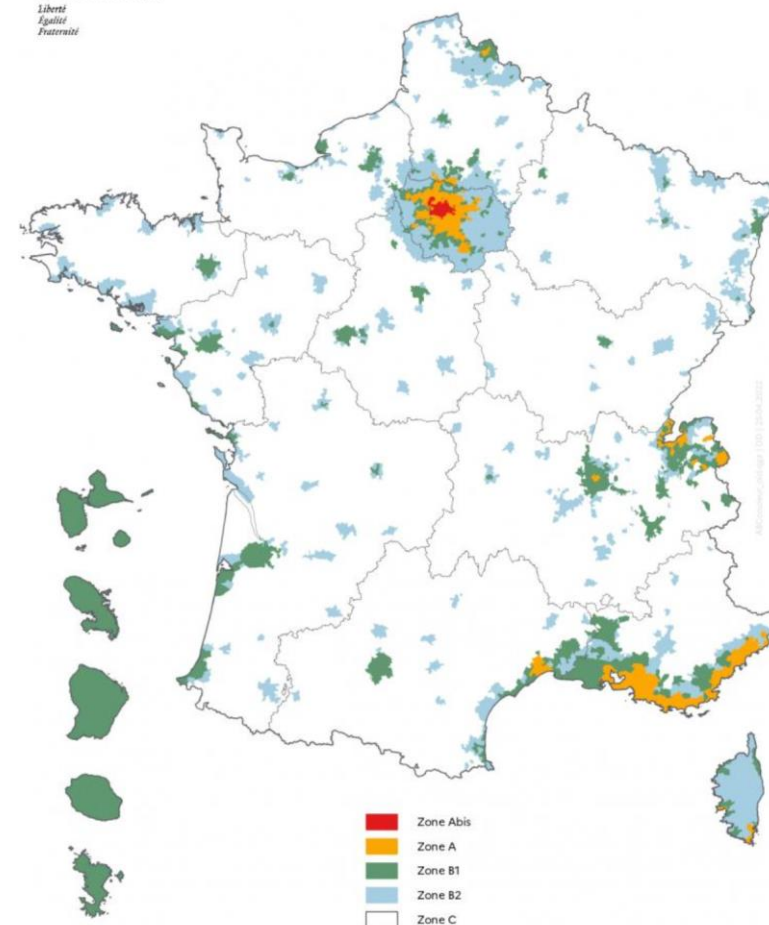 Liberté
Égalité
Fraternité
Zone Abis
Zone A
Zone B1
Zone B2
Zone C